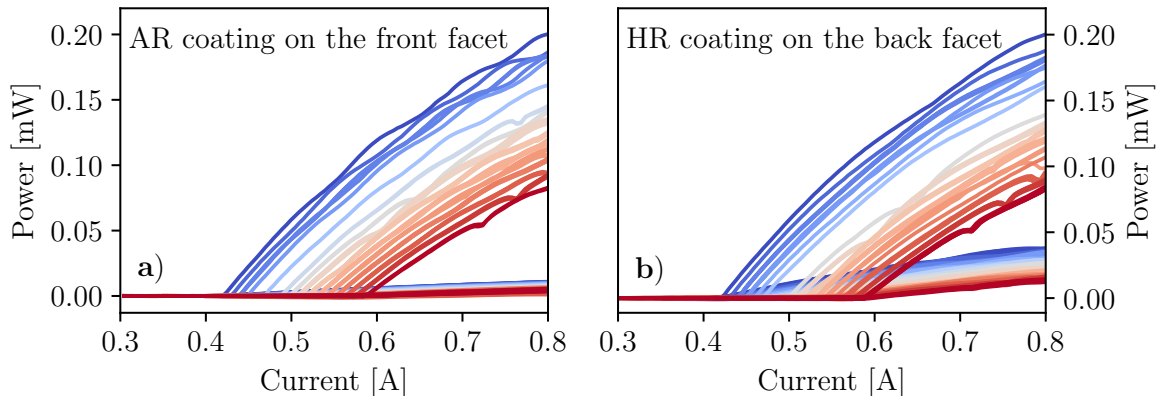 AR coating on the front facet
HR coating on the back facet
0.20
0.15
0.10
0.05
0.00
Power [mW]
a)
b)
0.20
0.15
0.10
0.05
0.00
Power [mW]
0.3 0.4 0.5 0.6 0.7 0.8
0.3 0.4 0.5 0.6 0.7 0.8
Current [A]
Current [A]